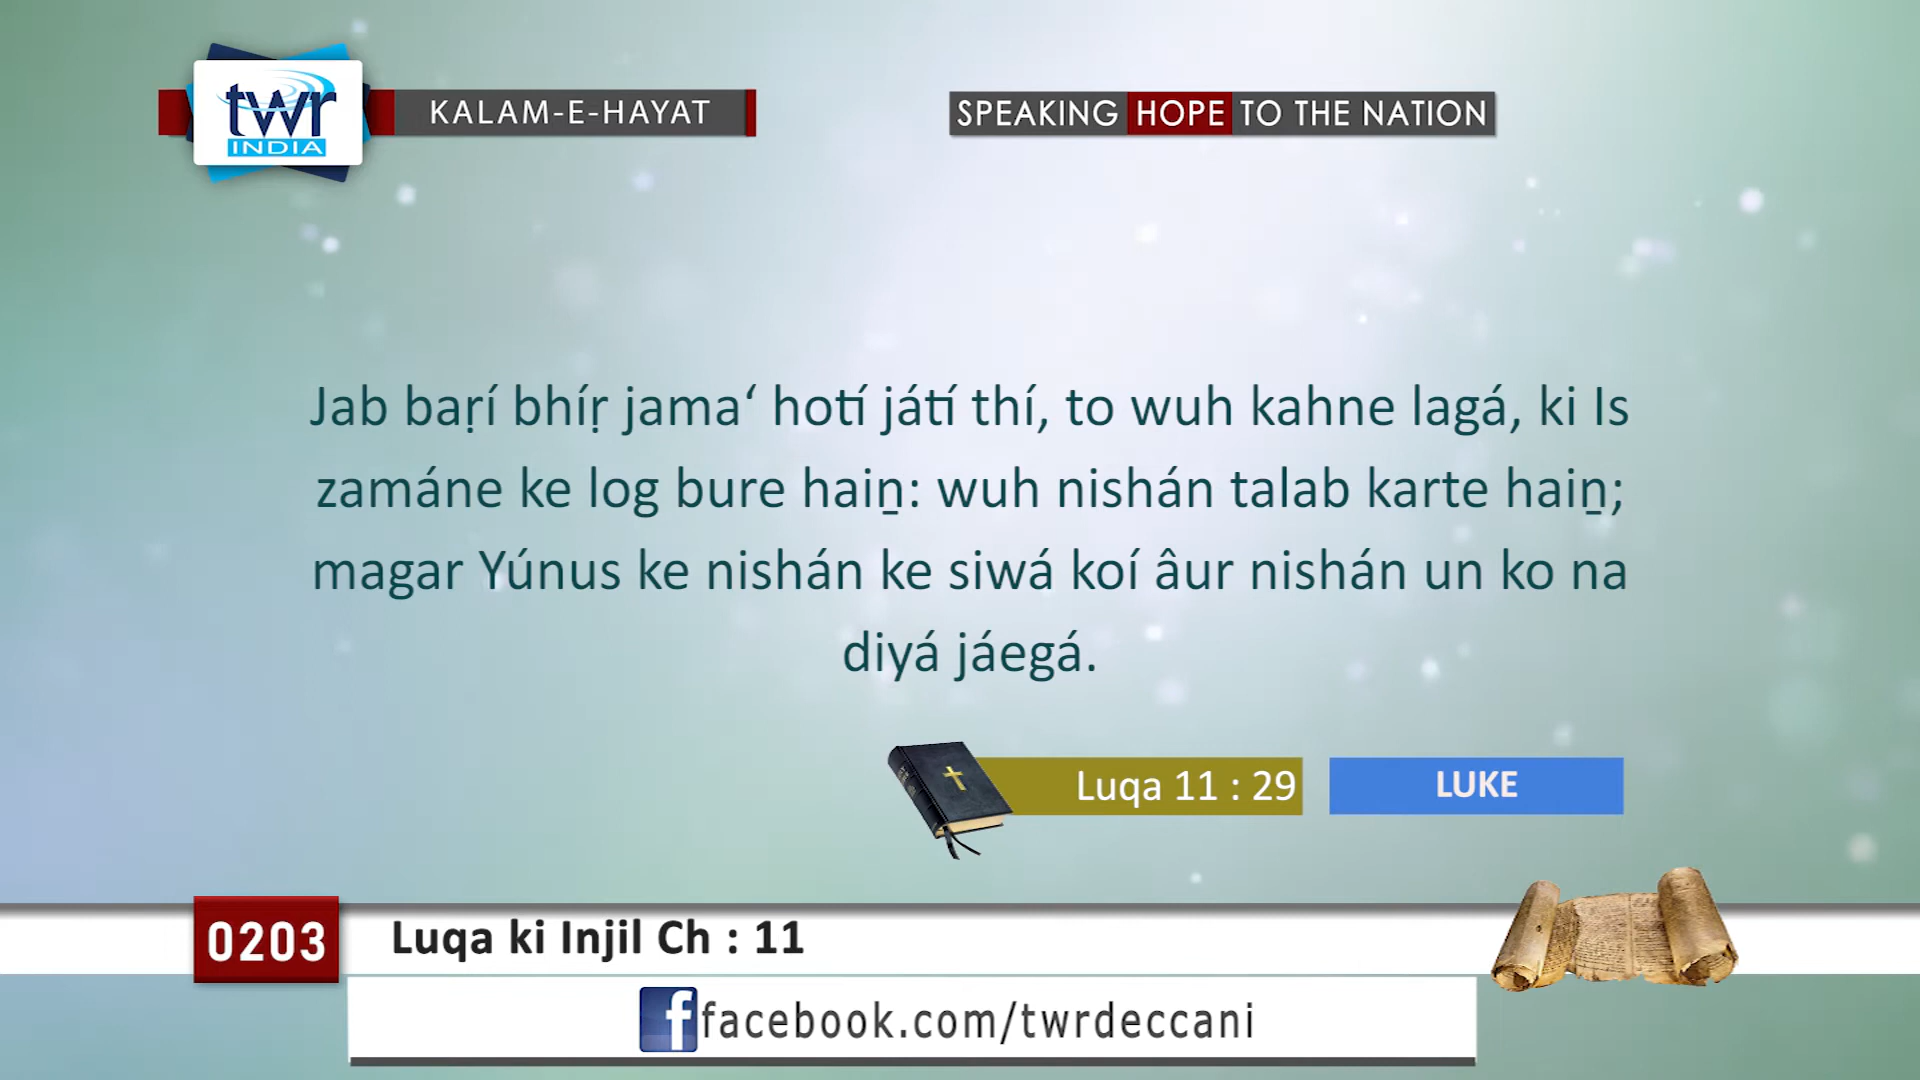 twr
INDIA
KALAM-E-HAYAT
SPEAKING HOPE TO THE NATION
Jab baṛí bhíṛ jama‘ hotí játí thí, to wuh kahne lagá, ki Is
zamáne ke log bure haiṉ: wuh nishán talab karte haiṉ;
magar Yúnus ke nishán ke siwá koí âur nishán un ko na
diyá jáegá.
Luqa 11 : 29
LUKE
0203
Luqa ki Injil Ch : 11
facebook.com/twrdeccani